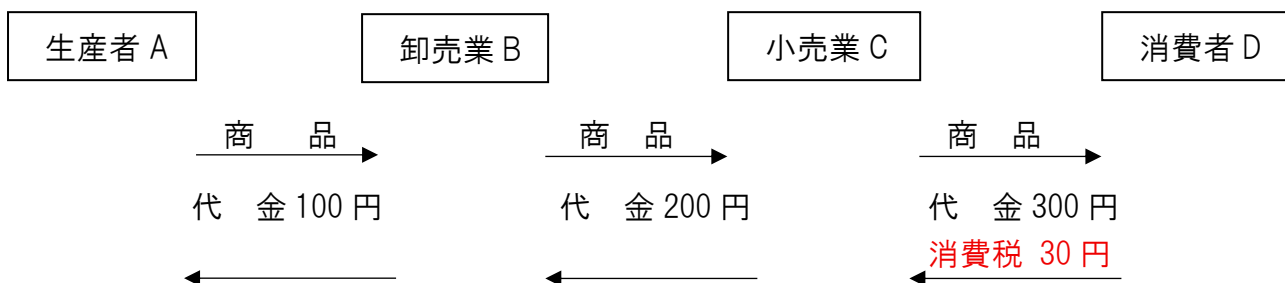 生産者 A 卸売業 B 小売業 C 消費者 D
商 品 商 品 商 品
代 金 100 円 代 金 200 円 代 金 300 円
消費税 30 円